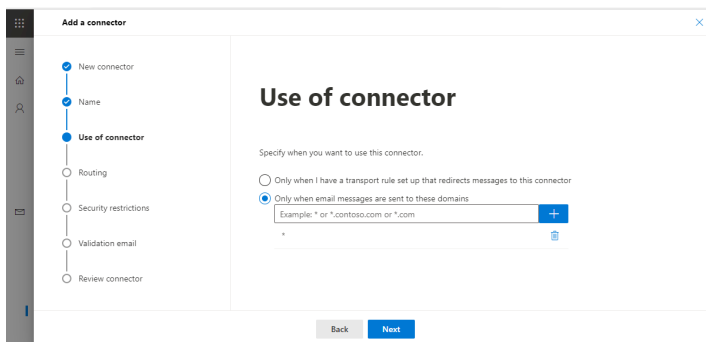 Add a connector
New connector
Name
Use of connector
Routing
Security restrictions
Validation email
Review connector
Use of connector
Specify when you want to use this connector.
Only when I have a transport rule set up that redirects messages to this connector
Only when email messages are sent to these domains
Example: * or *.contoso.com or *.com
*
Back
Next